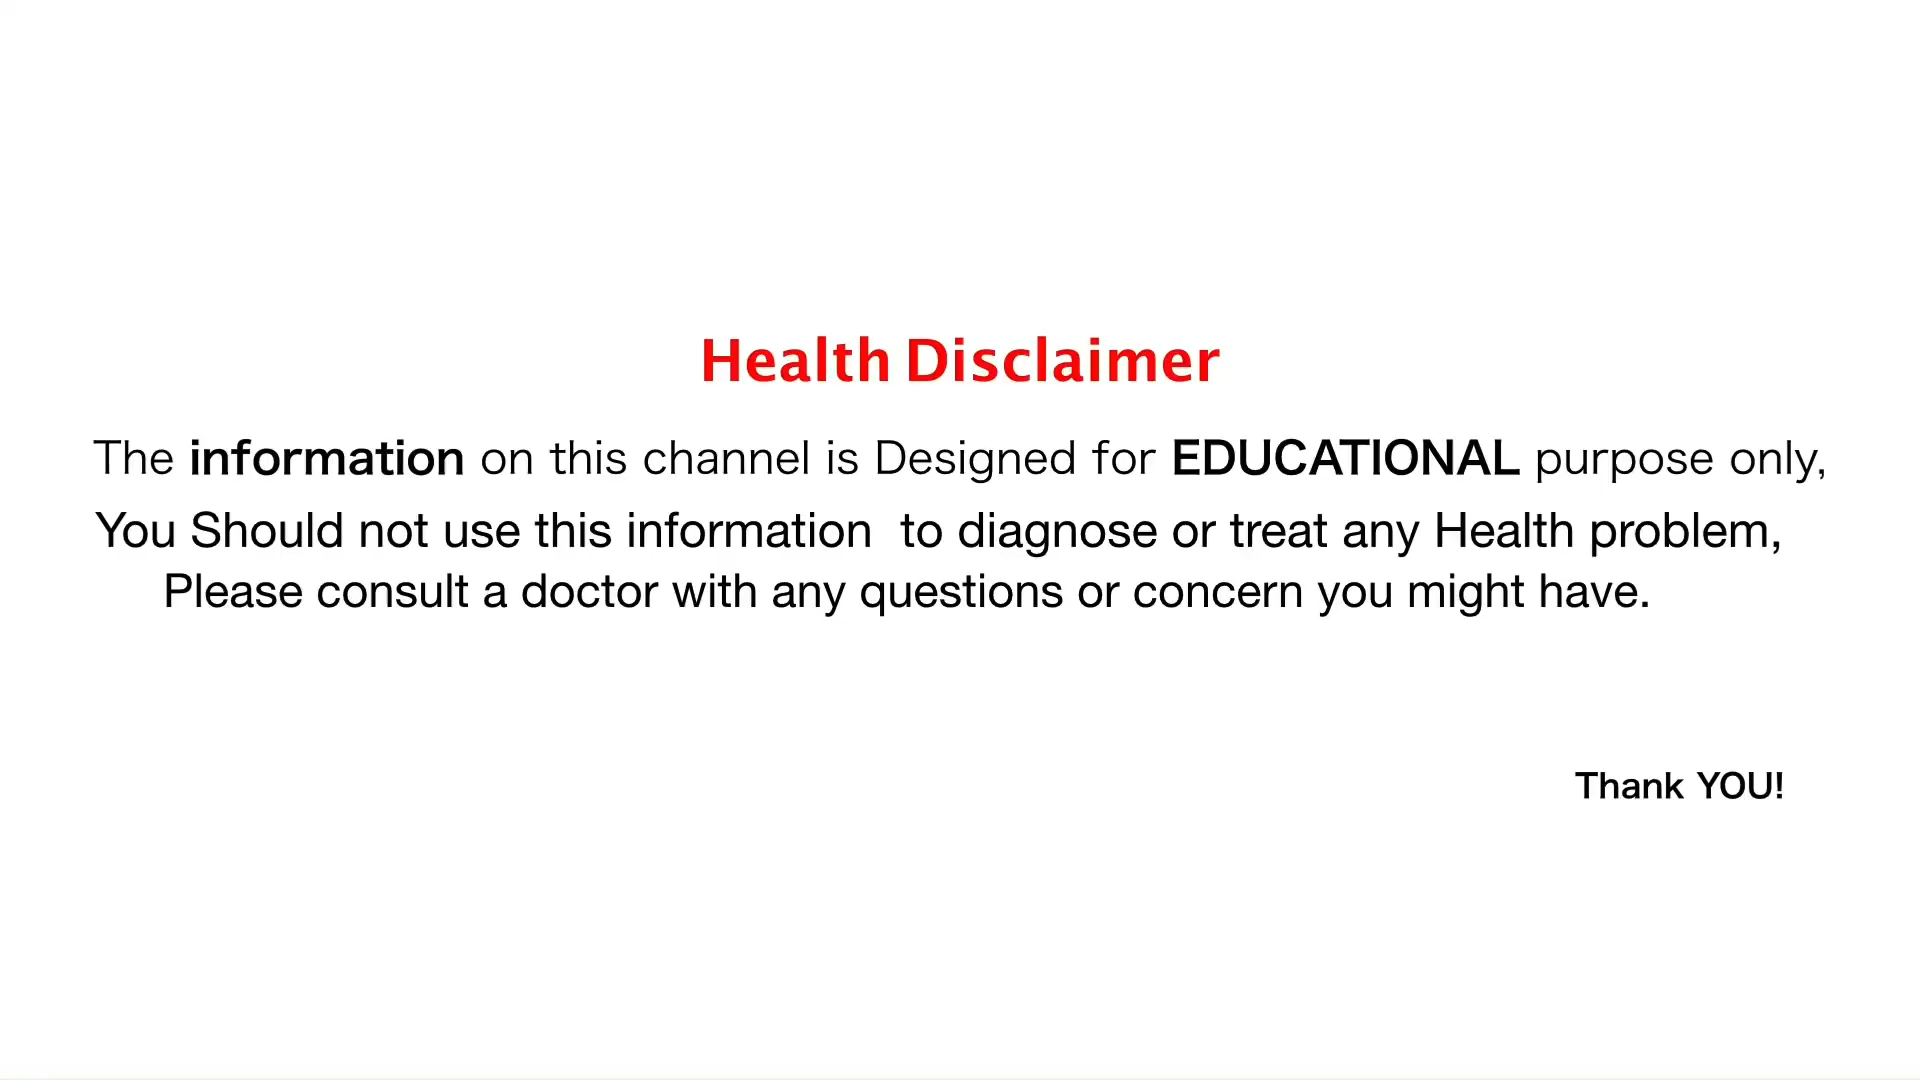 Health Disclaimer
The information on this channel is Designed for EDUCATIONAL purpose only,
You Should not use this information  to diagnose or treat any Health problem,
Please consult a doctor with any questions or concern you might have.
Thank YOU!